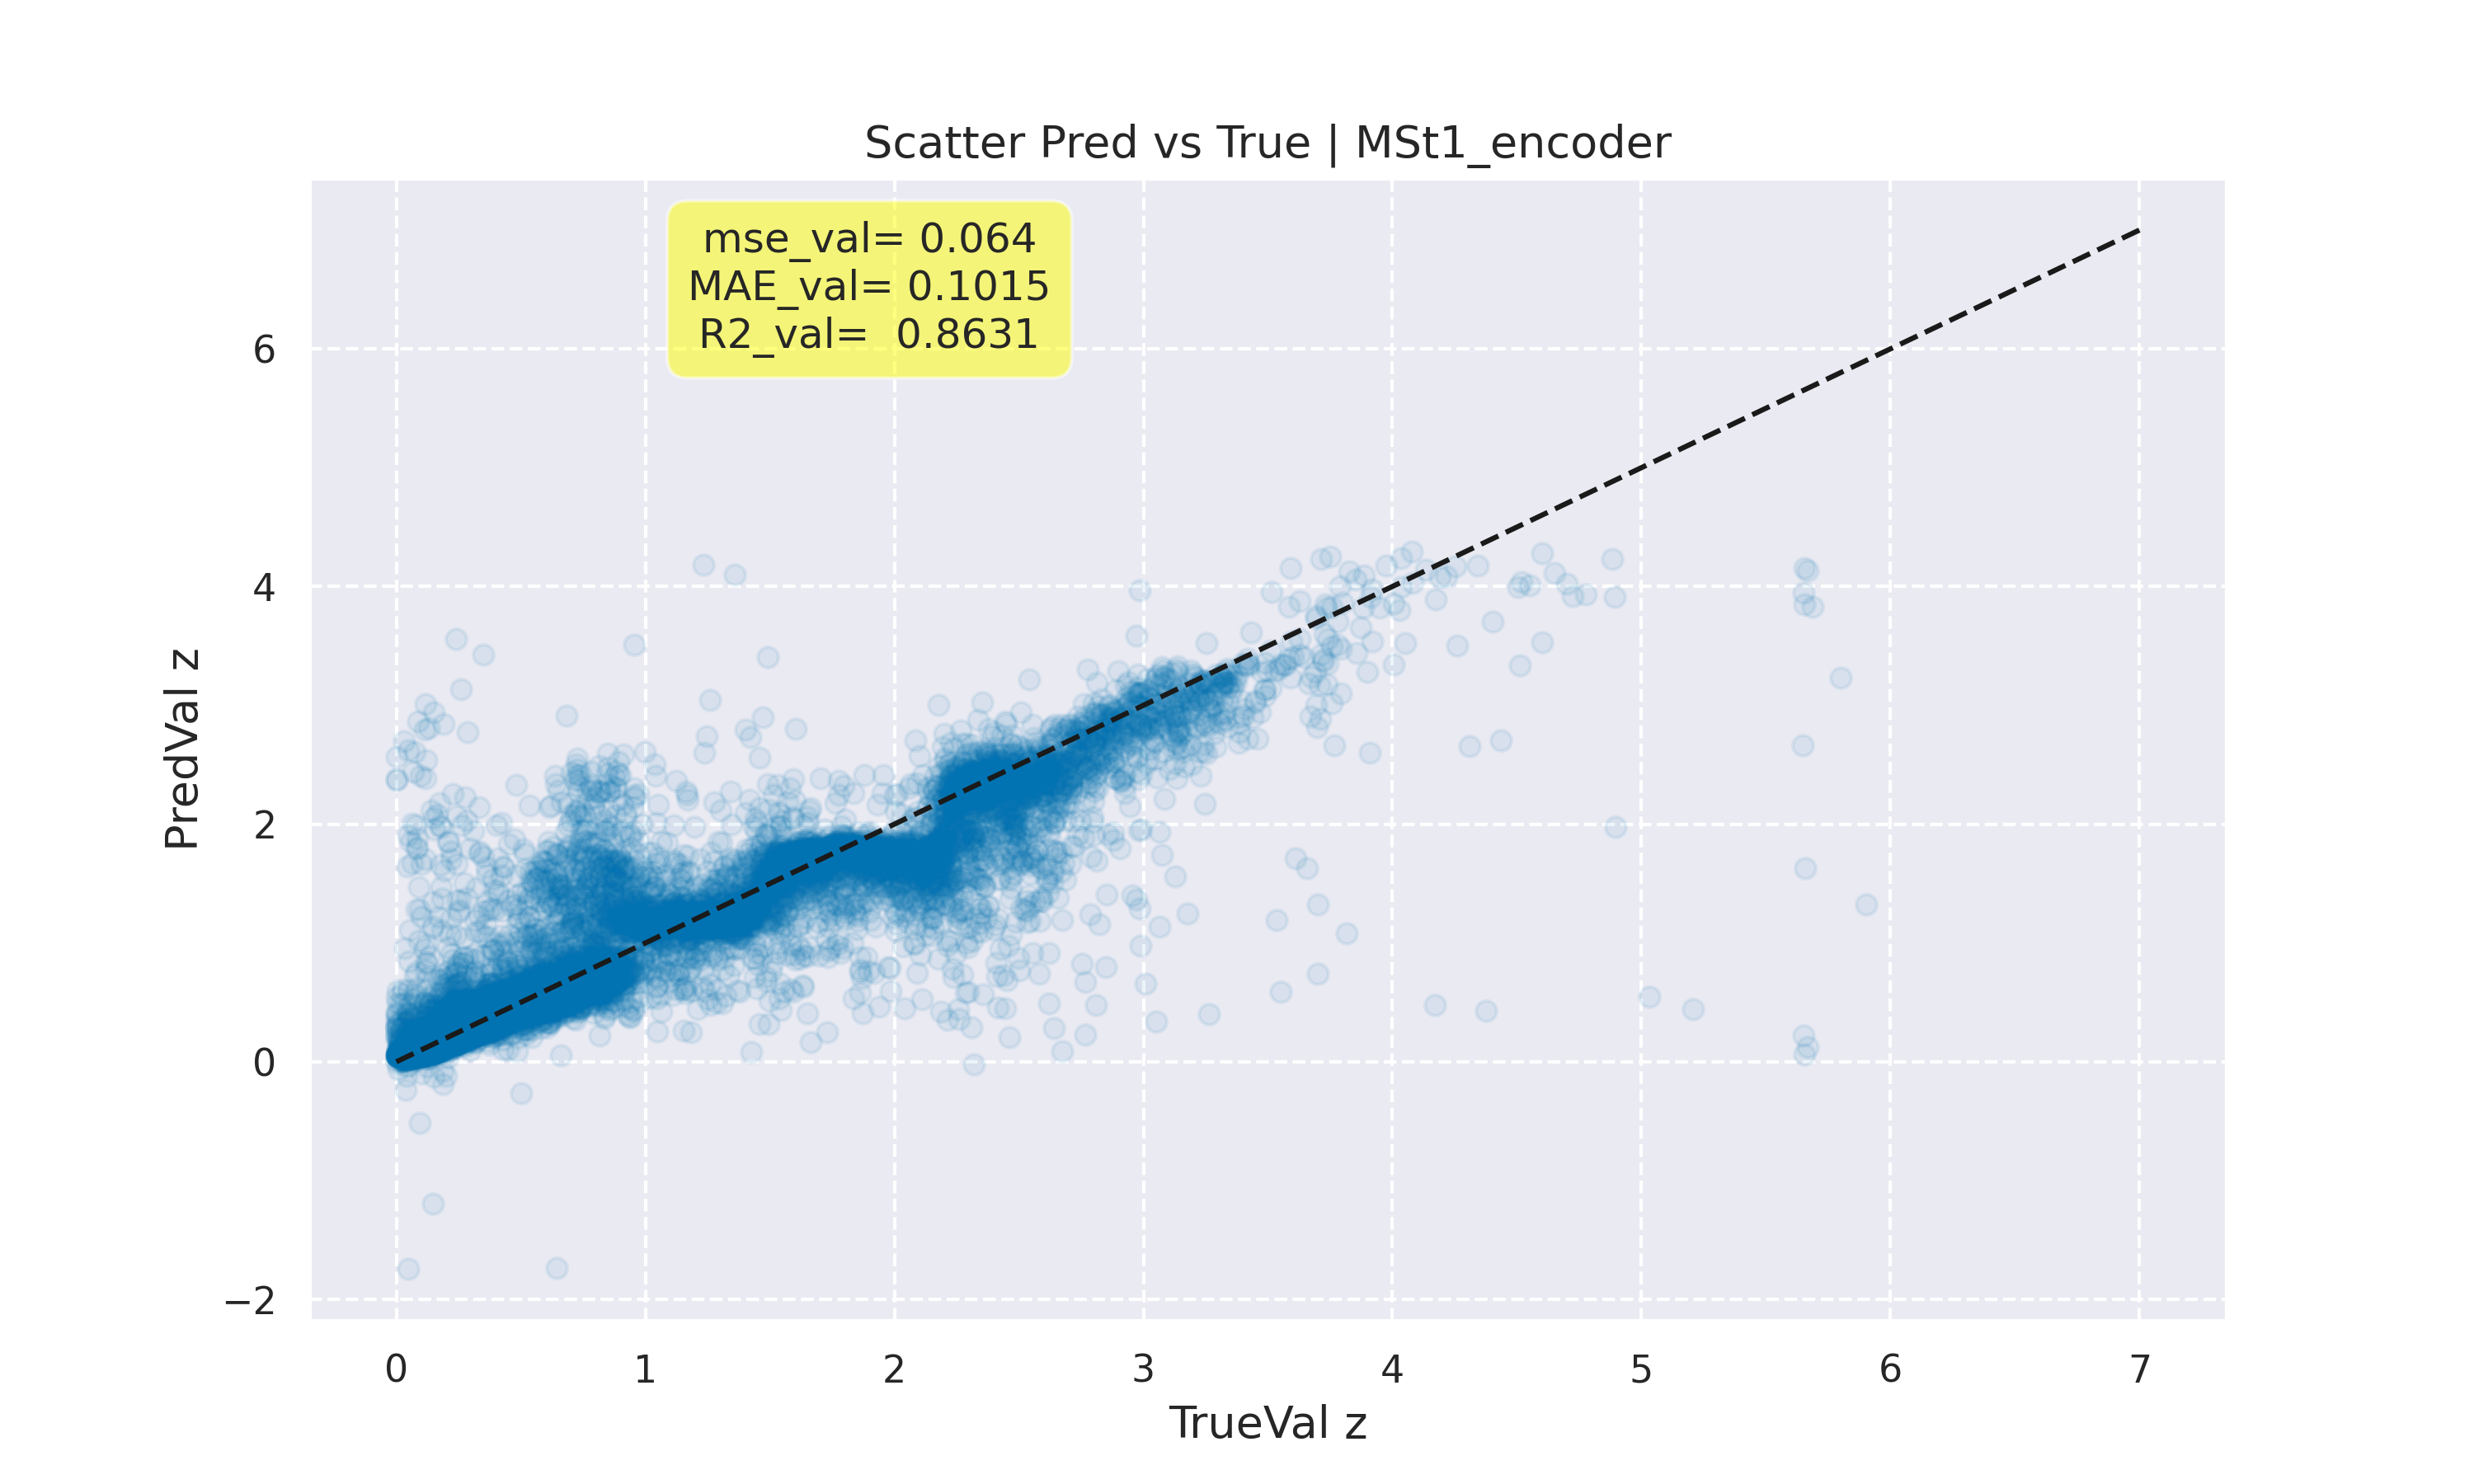 Scatter Pred vs True | MSt1_encoder
mse_val= 0.064
MAE_val= 0.1015
R2_val=  0.8631
PredVal z
6
4
2
0
−2
0 1 2 3 4 5 6 7
TrueVal z